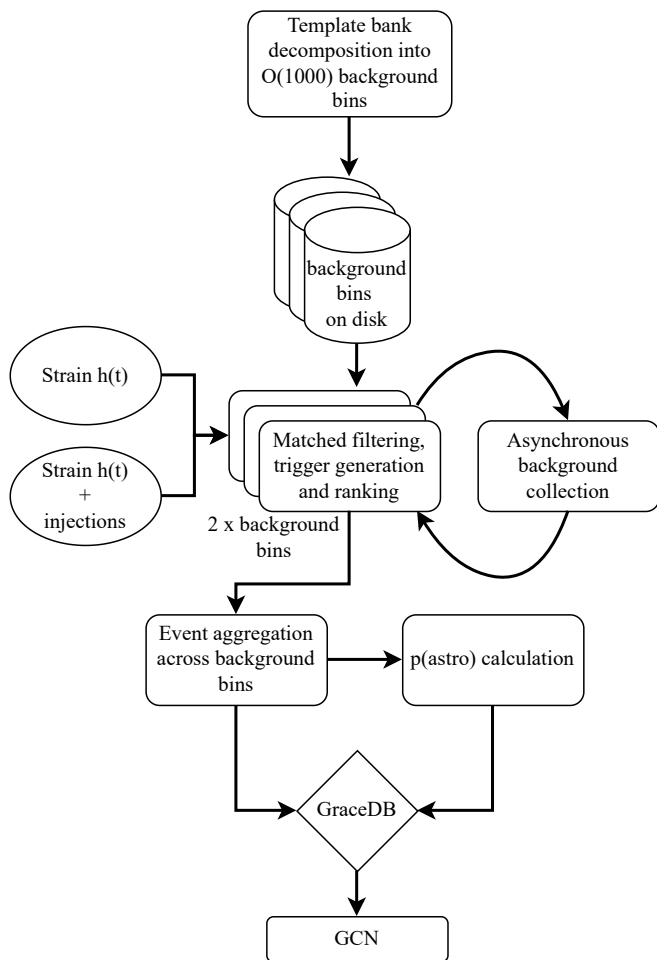 Template bank
decomposition into
O(1000) background
bins
background
bins
on disk
Strain h(t)
Strain h(t)
+
injections
Matched filtering,
trigger generation
and ranking
Asynchronous
background
collection
2 x background
bins
Event aggregation
across background
bins
p(astro) calculation
GraceDB
GCN